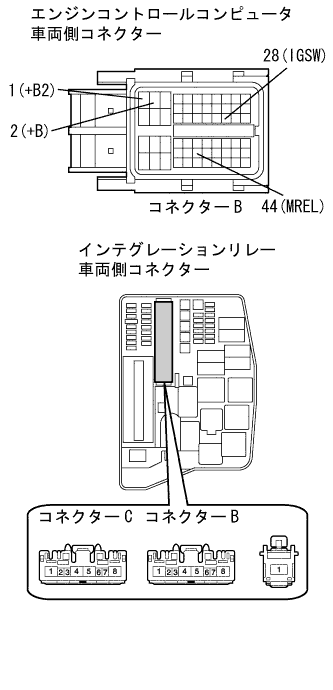 エンジンコントロールコンピュータ
車両側コネクター
28(IGSW)
1(+B2)
2(+B)
コネクターB 44(MREL)
インテグレーションリレー
車両側コネクター
コネクターC コネクターB
1 2 3 4 5 6 7 8
1 2 3 4 5 6 7 8
1